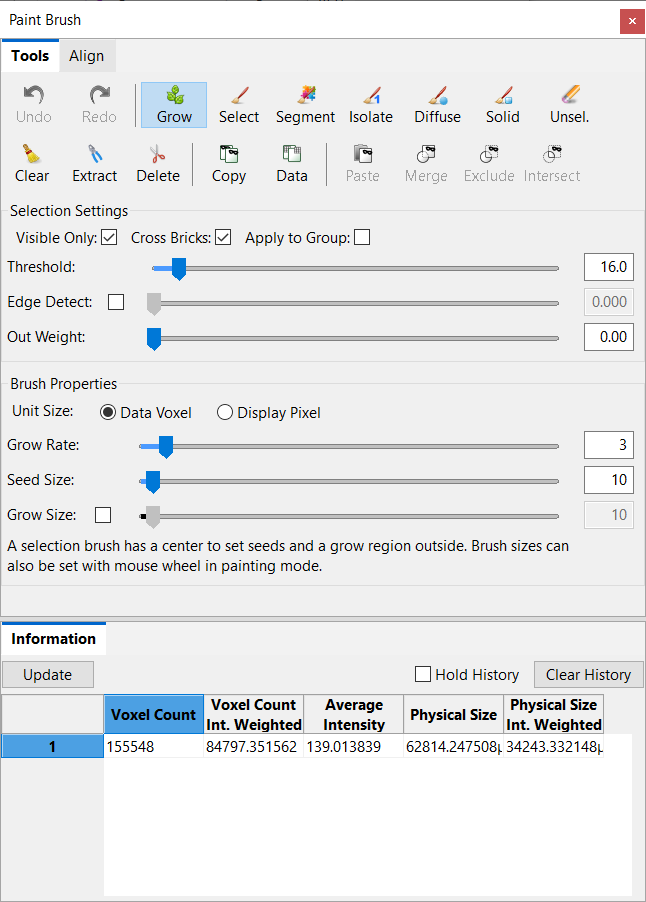 Paint Brush
Tools Align
Undo Redo Grow Select Segment Isolate Diffuse Solid Unsel.
Clear Extract Delete Copy Data Paste Merge Exclude Intersect
Selection Settings
Visible Only: Cross Bricks: Apply to Group:
Threshold: 16.0
Edge Detect: 0.000
Out Weight: 0.00
Brush Properties
Unit Size: Data Voxel Display Pixel
Grow Rate: 3
Seed Size: 10
Grow Size: 10
A selection brush has a center to set seeds and a grow region outside. Brush sizes can
also be set with mouse wheel in painting mode.
Information
Update Hold History Clear History
Voxel Count Voxel Count Int. Weighted Average Intensity Physical Size Physical Size Int. Weighted
1 155548 84797.351562 139.013839 62814.247508µ 34243.332148µ